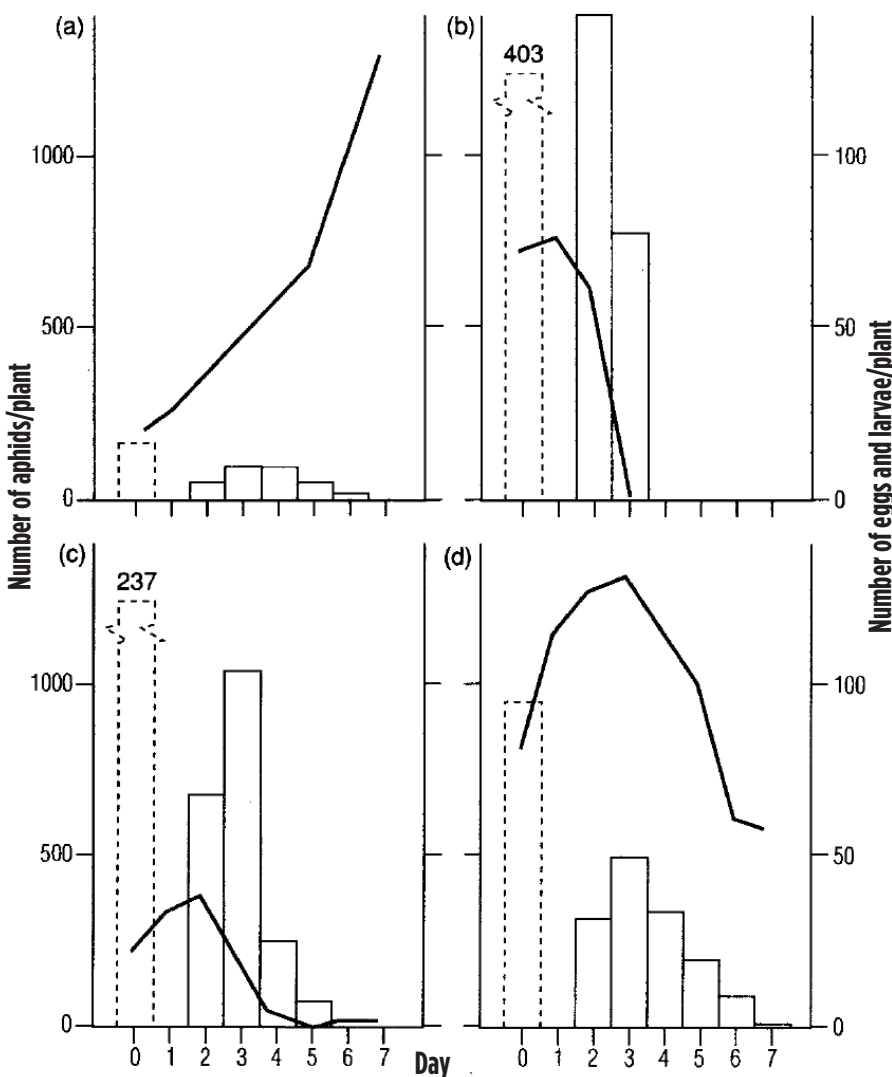 (a)
(b)
403
1000
100
500
50
0
0
(c)
(d)
237
1000
100
500
50
0
0
0 1 2 3 4 5 6 7
0 1 2 3 4 5 6 7
Day
Number of aphids/plant
Number of eggs and larvae/plant